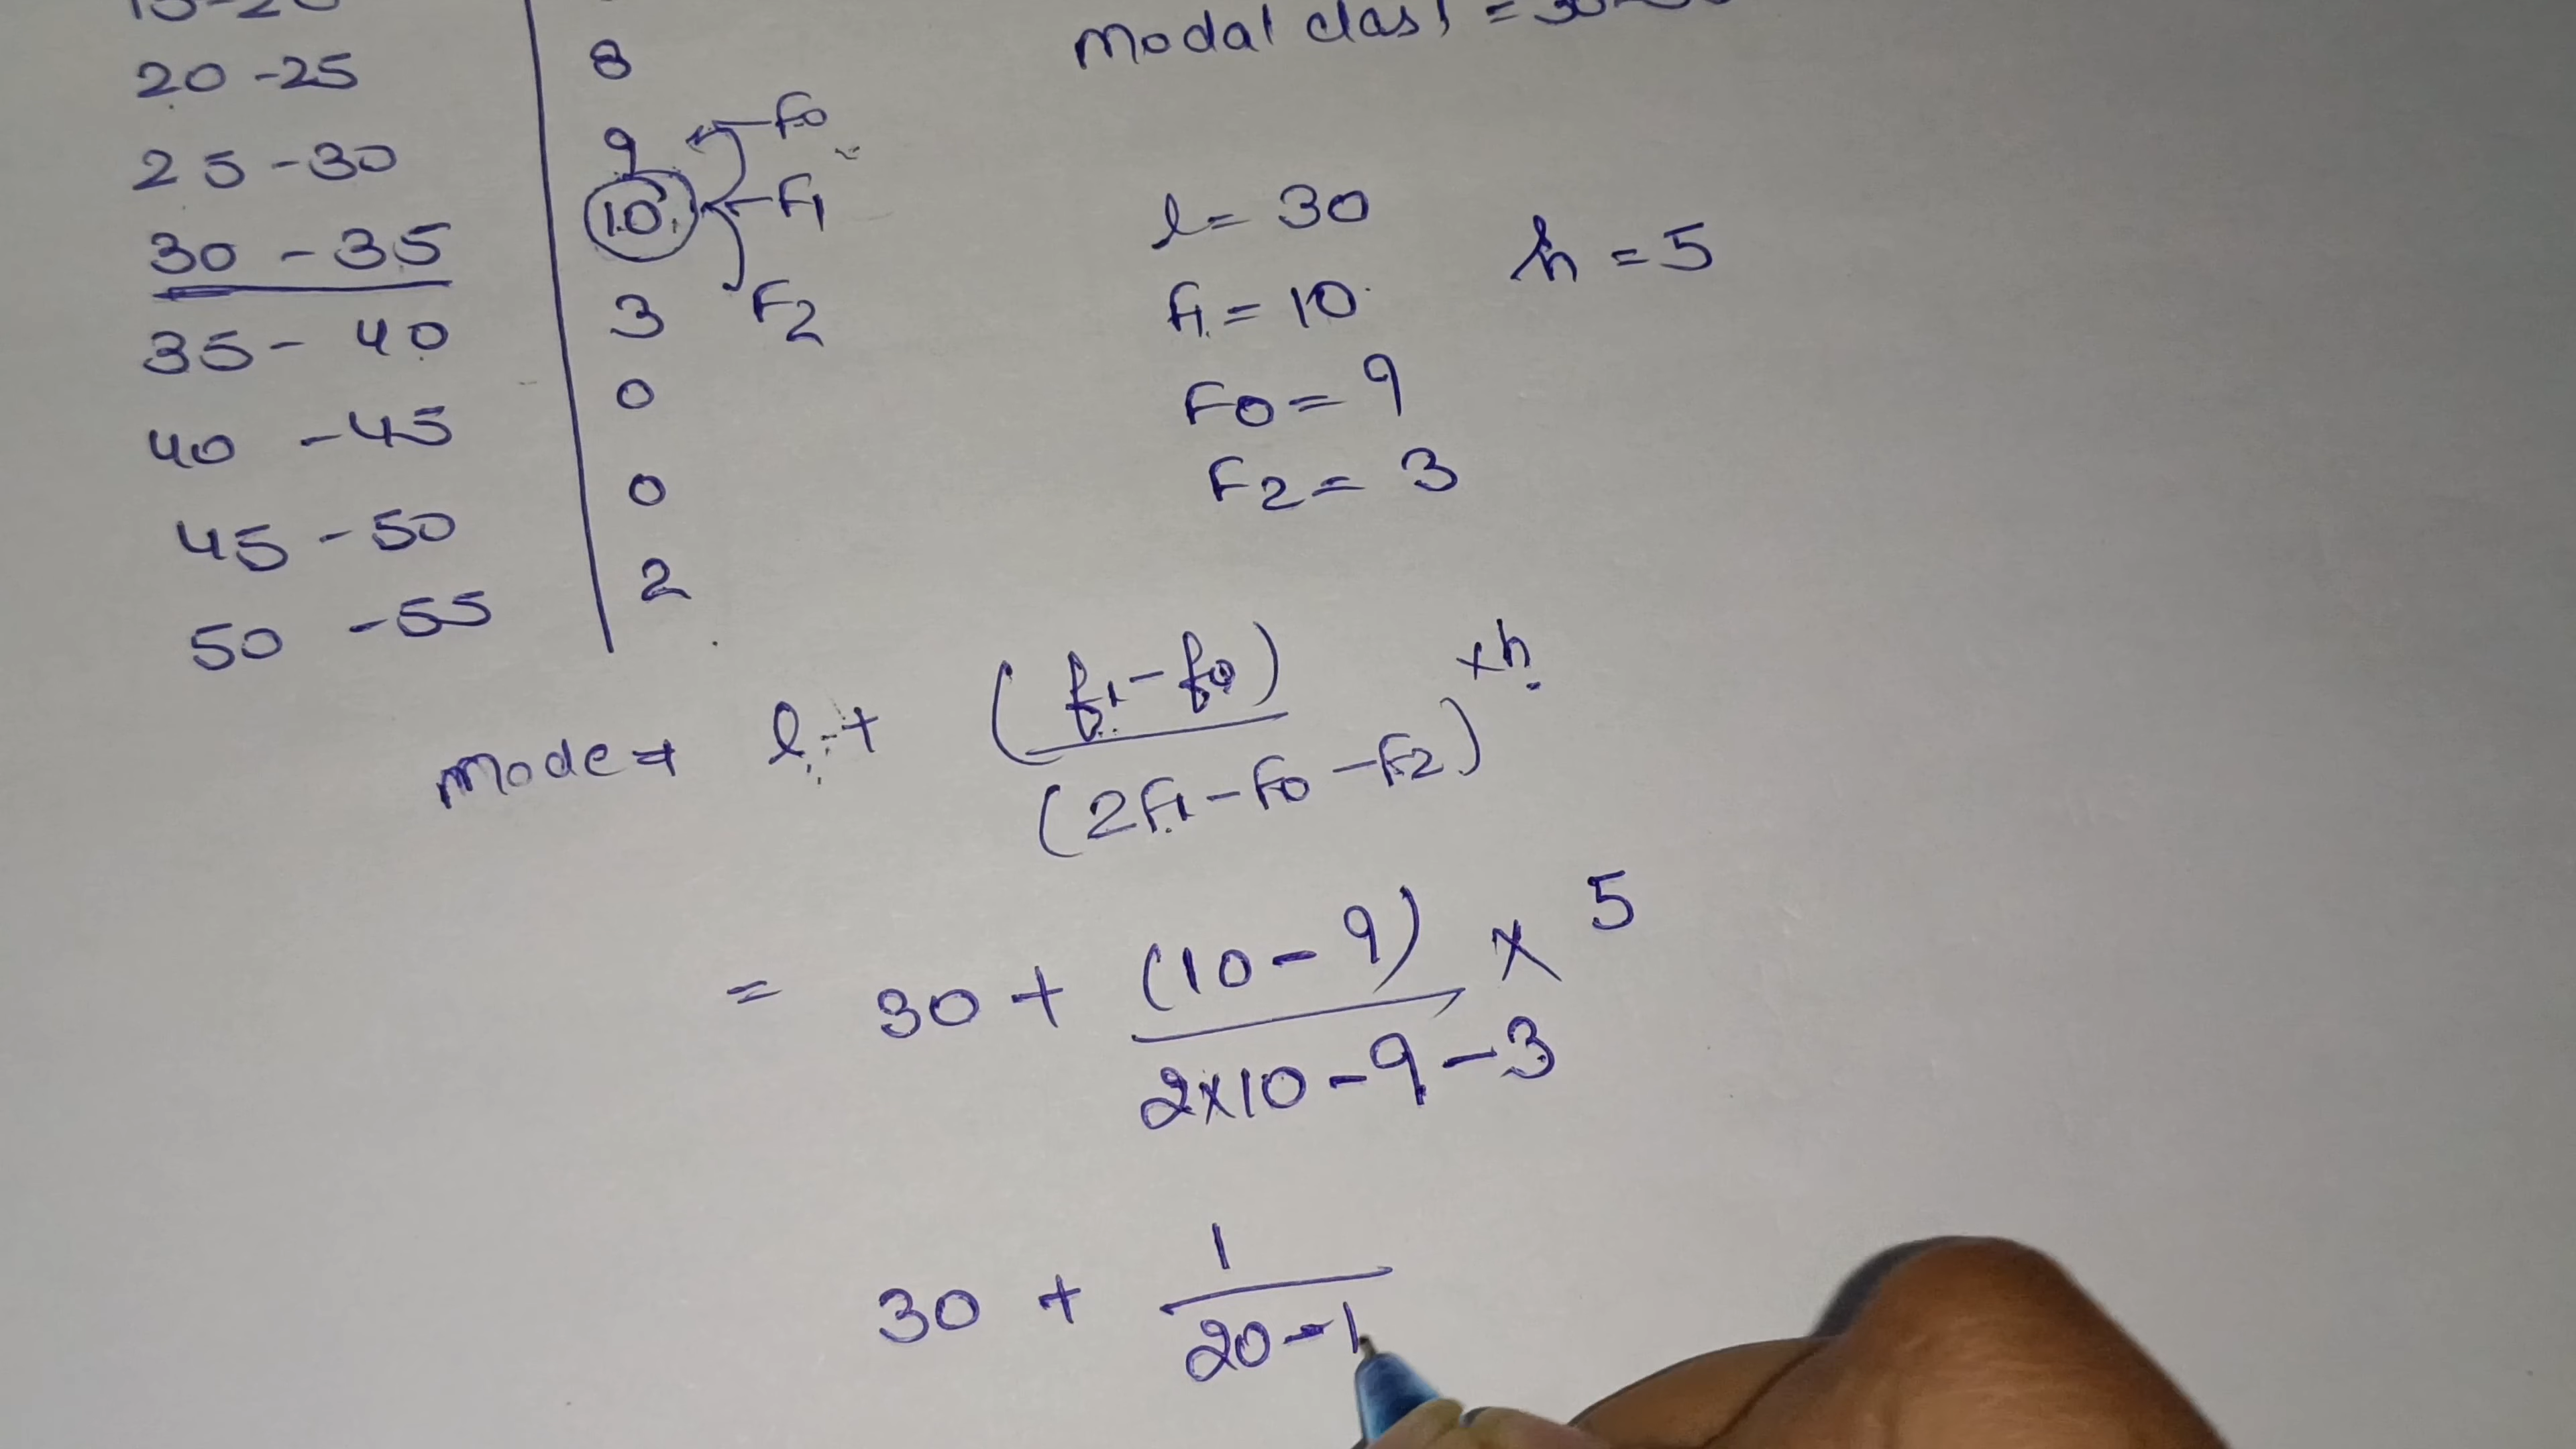 20 - 25 8
25 - 30 9 F0
30 - 35 10 F1
35 - 40 3 F2
40 - 45 0
45 - 50 0
50 - 55 2
Modal class =
l = 30 h = 5
F1 = 10
F0 = 9
F2 = 3
Mode = l + (f1 - f0) / (2F1 - F0 - F2) x h
= 30 + (10 - 9) / 2x10 - 9 - 3 x 5
30 + 1 / 20 - 1